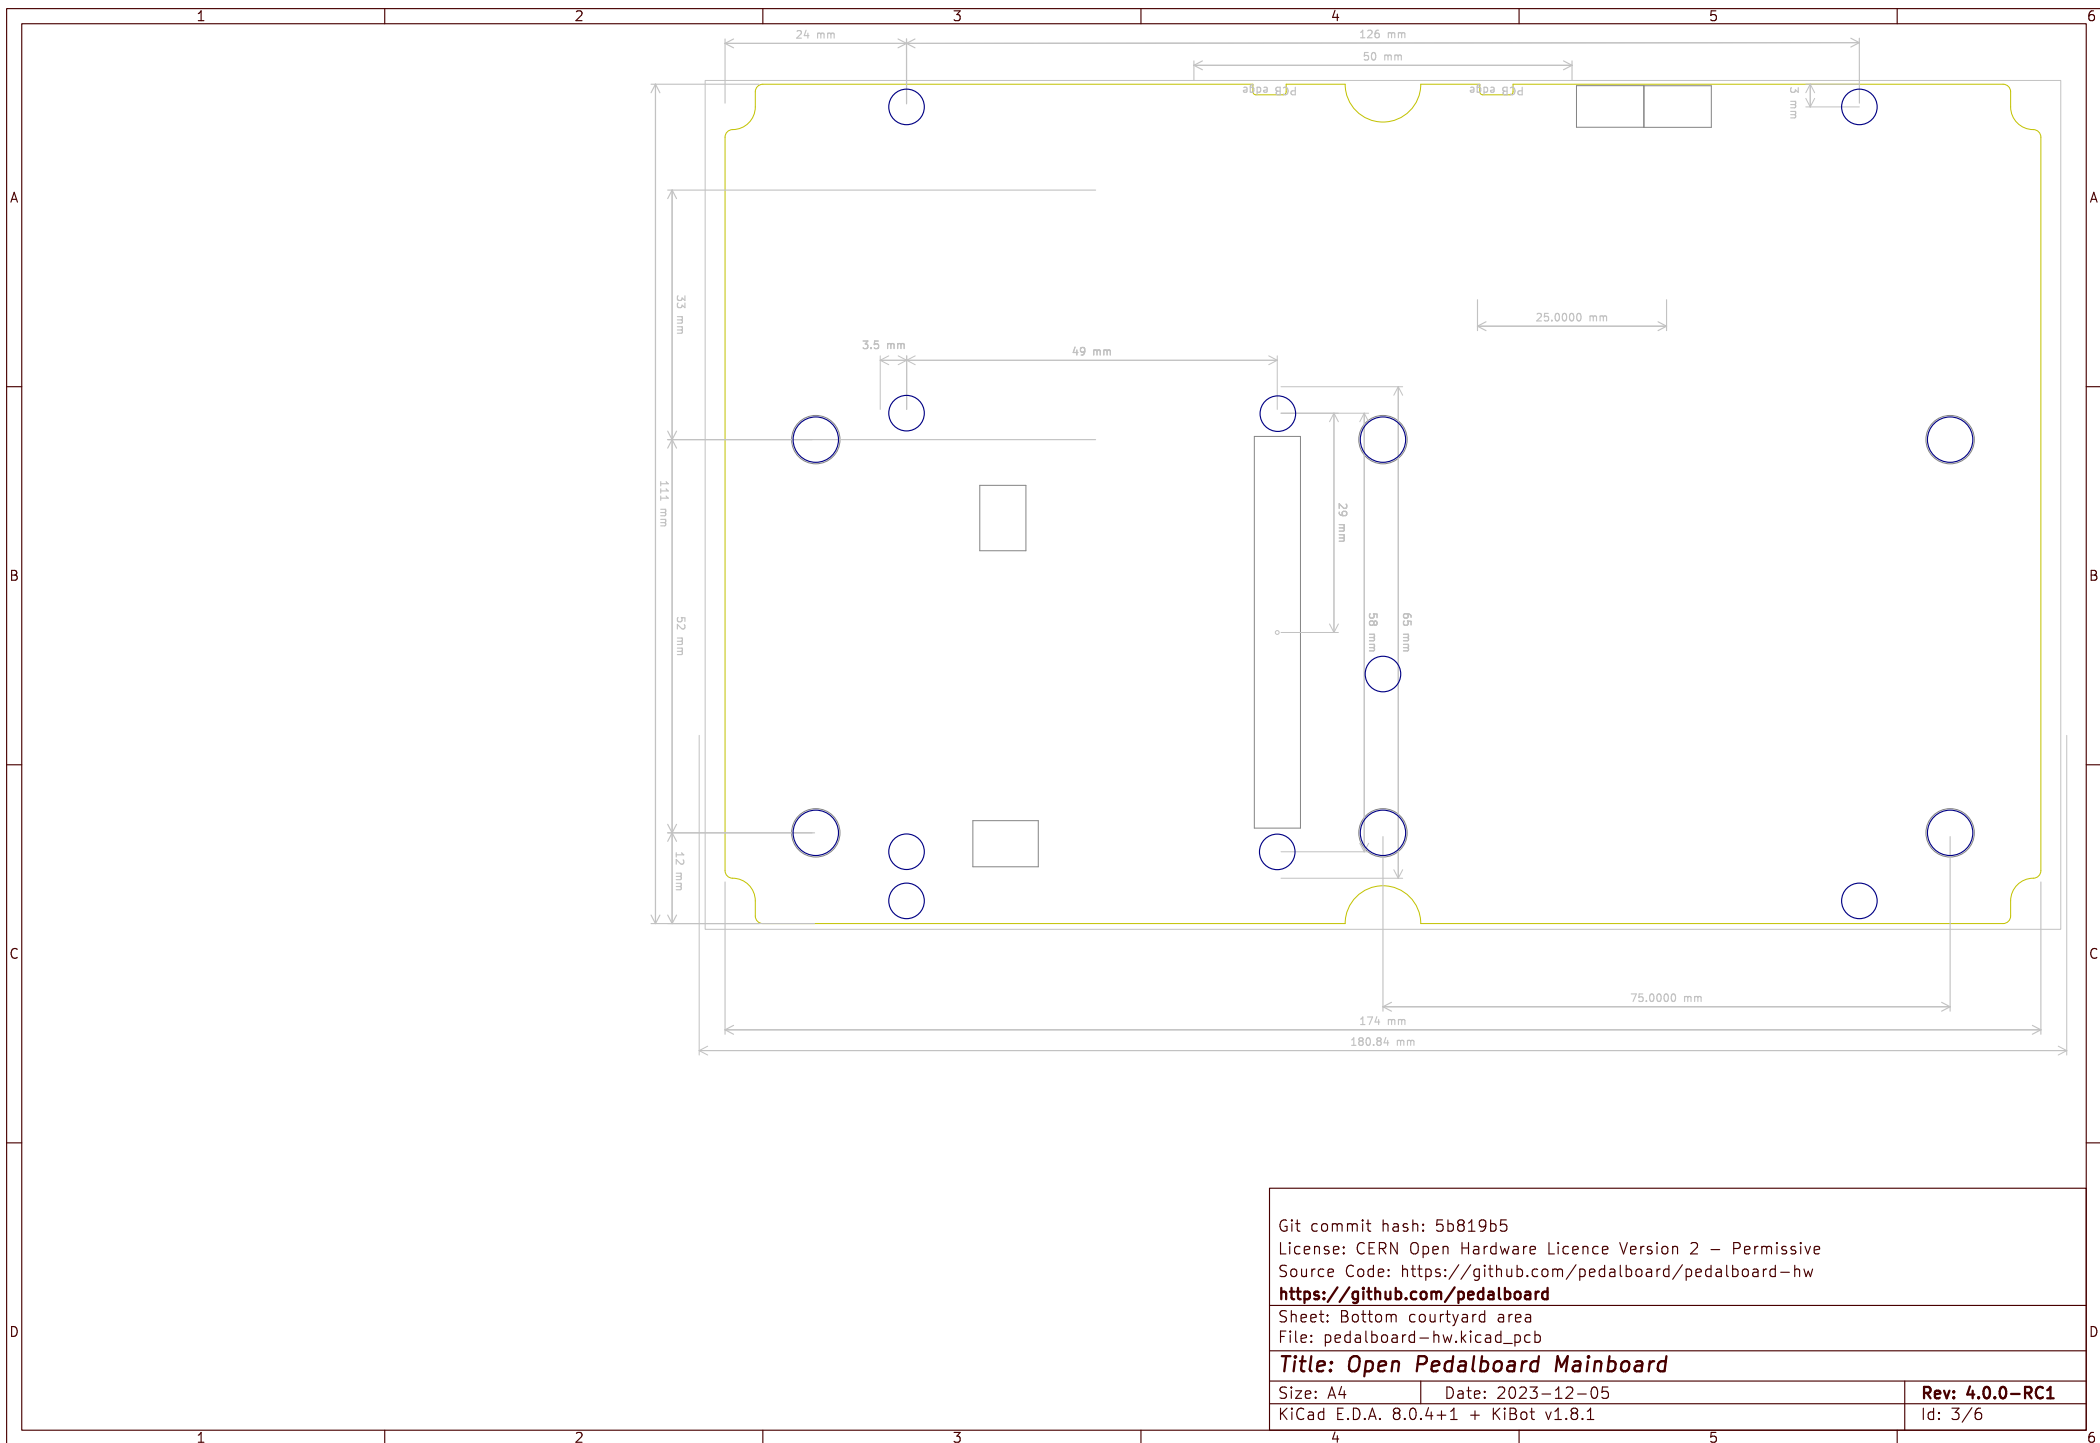 1 2 3 4 5 6
24 mm
126 mm
50 mm
PCB edge
PCB edge
3 mm
A A
33 mm
25.0000 mm
3.5 mm
49 mm
111 mm
29 mm
B B
52 mm
58 mm
65 mm
12 mm
C C
75.0000 mm
174 mm
180.84 mm
Git commit hash: 5b819b5
License: CERN Open Hardware Licence Version 2 - Permissive
Source Code: https://github.com/pedalboard/pedalboard-hw
https://github.com/pedalboard
Sheet: Bottom courtyard area
File: pedalboard-hw.kicad_pcb
D D
Title: Open Pedalboard Mainboard
Size: A4 Date: 2023-12-05 Rev: 4.0.0-RC1
KiCad E.D.A. 8.0.4+1 + KiBot v1.8.1 Id: 3/6
1 2 3 4 5 6